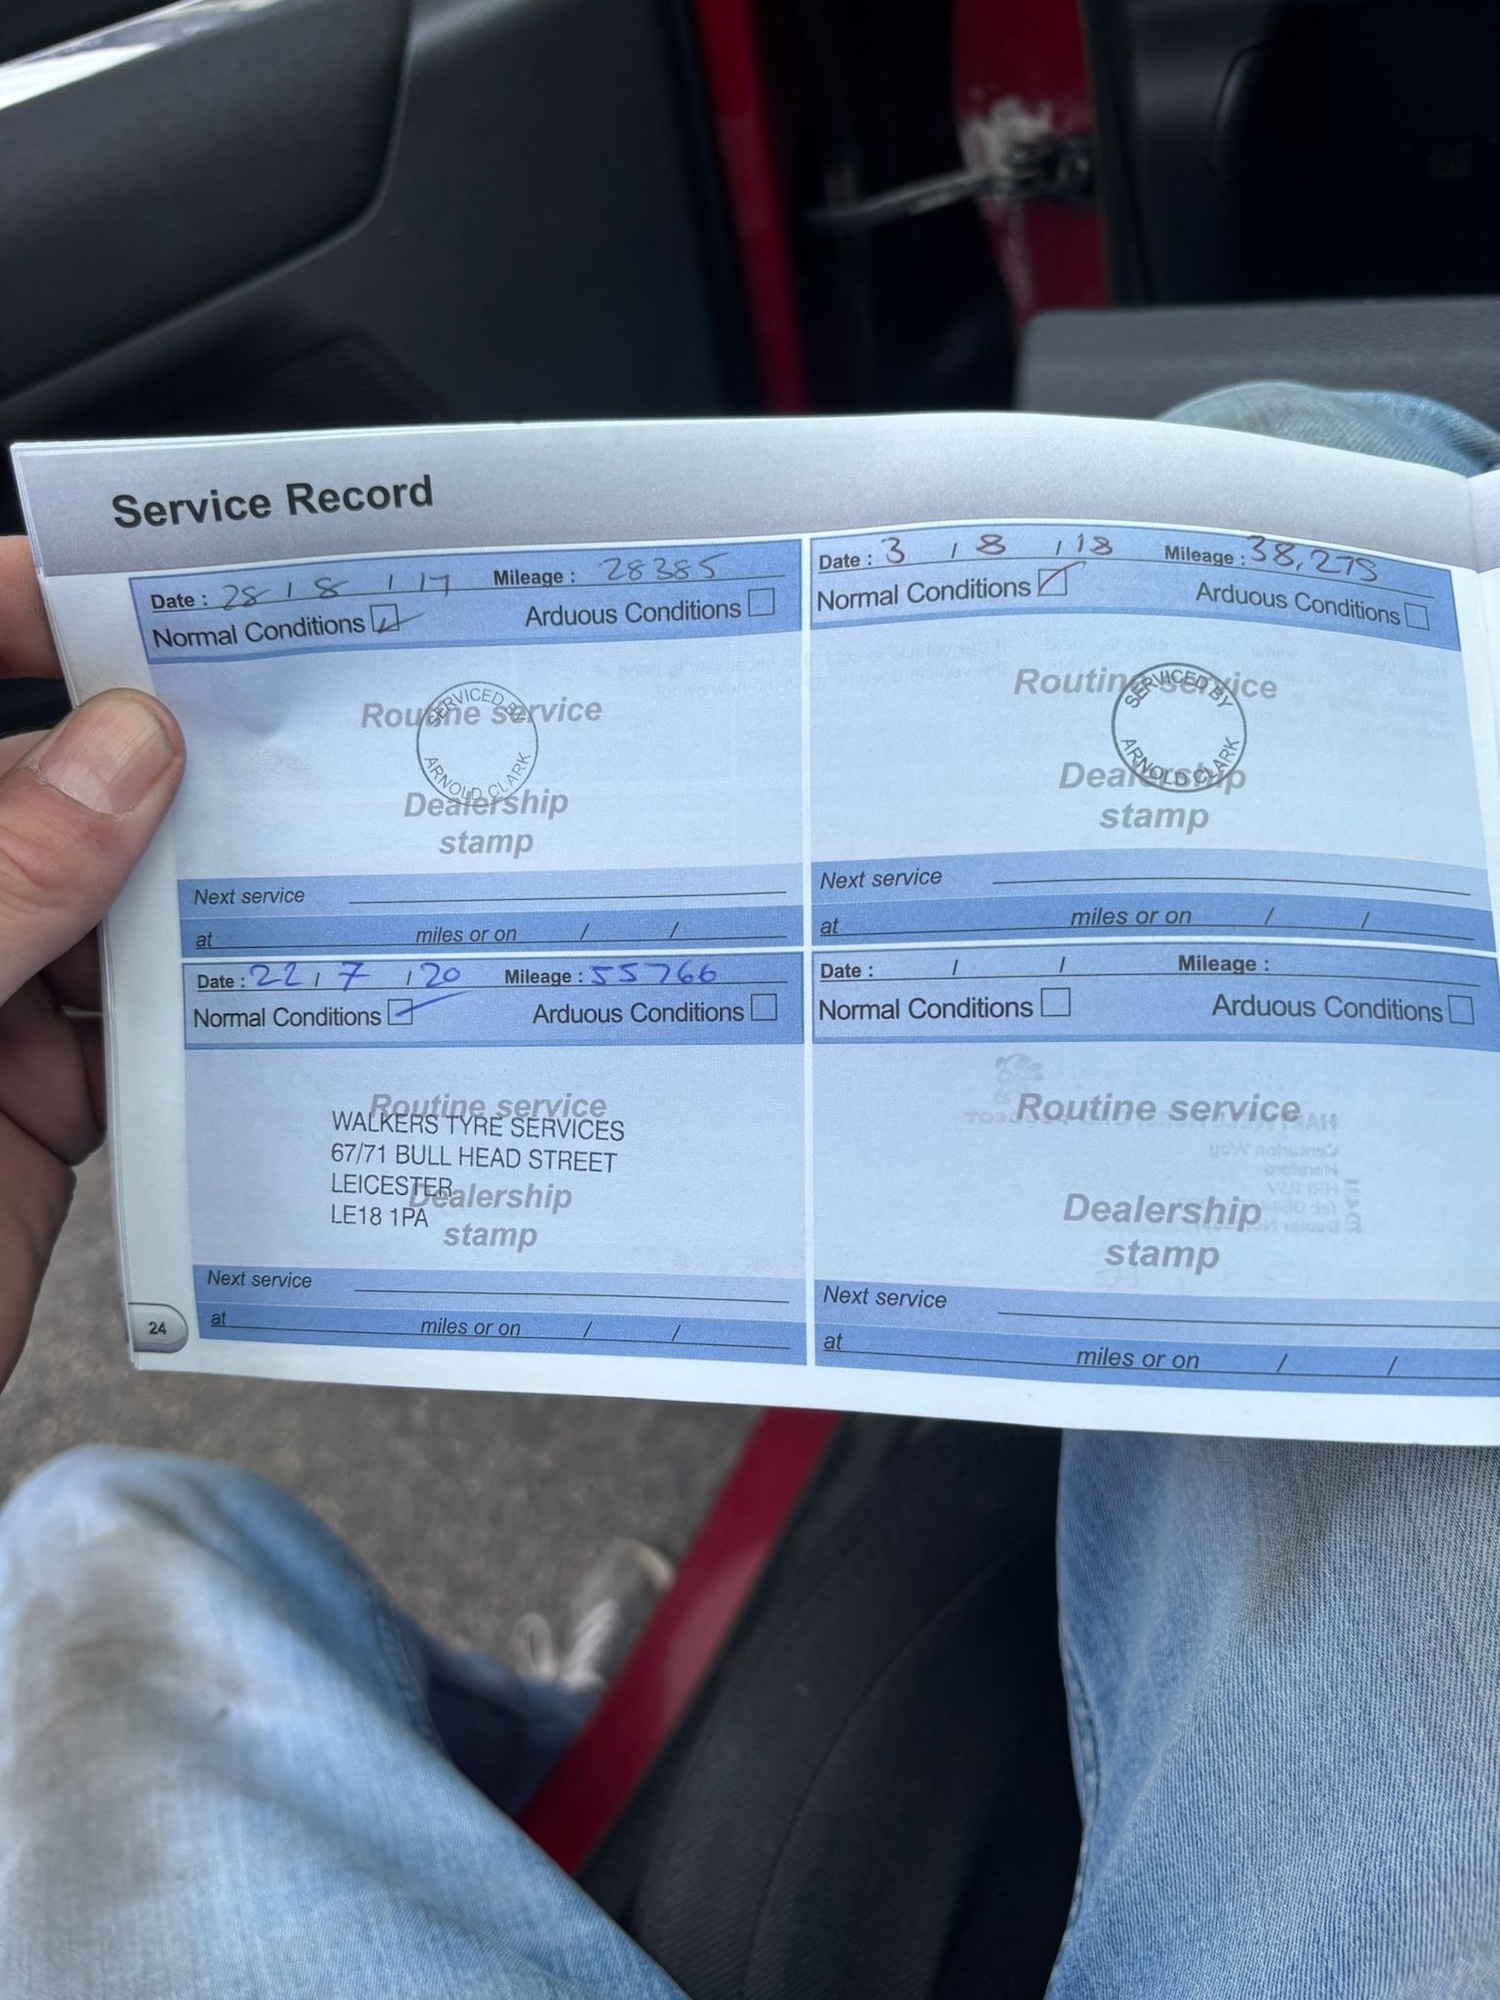 Service Record
Date : 28 / 8 / 17 Mileage : 28385
Normal Conditions Arduous Conditions
Routine service
SERVICED BY
ARNOLD CLARK
Dealership
stamp
Next service
at miles or on / /
Date : 3 / 8 / 18 Mileage : 38,275
Normal Conditions Arduous Conditions
Routine service
SERVICED BY
ARNOLD CLARK
Dealership
stamp
Next service
at miles or on / /
Date : 22 / 7 / 20 Mileage : 55766
Normal Conditions Arduous Conditions
Routine service
WALKERS TYRE SERVICES
67/71 BULL HEAD STREET
LEICESTER
Dealership
LE18 1PA
stamp
Next service
at miles or on / /
Date : / / Mileage :
Normal Conditions Arduous Conditions
Routine service
Dealership
stamp
Next service
at miles or on / /
24